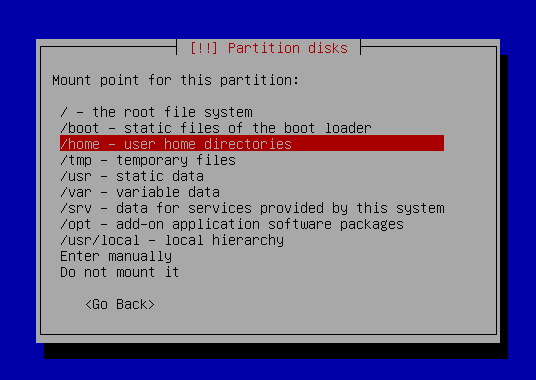 [!!] Partition disks
Mount point for this partition:
/ – the root file system
/boot – static files of the boot loader
/home – user home directories
/tmp – temporary files
/usr – static data
/var – variable data
/srv – data for services provided by this system
/opt – add-on application software packages
/usr/local – local hierarchy
Enter manually
Do not mount it
<Go Back>